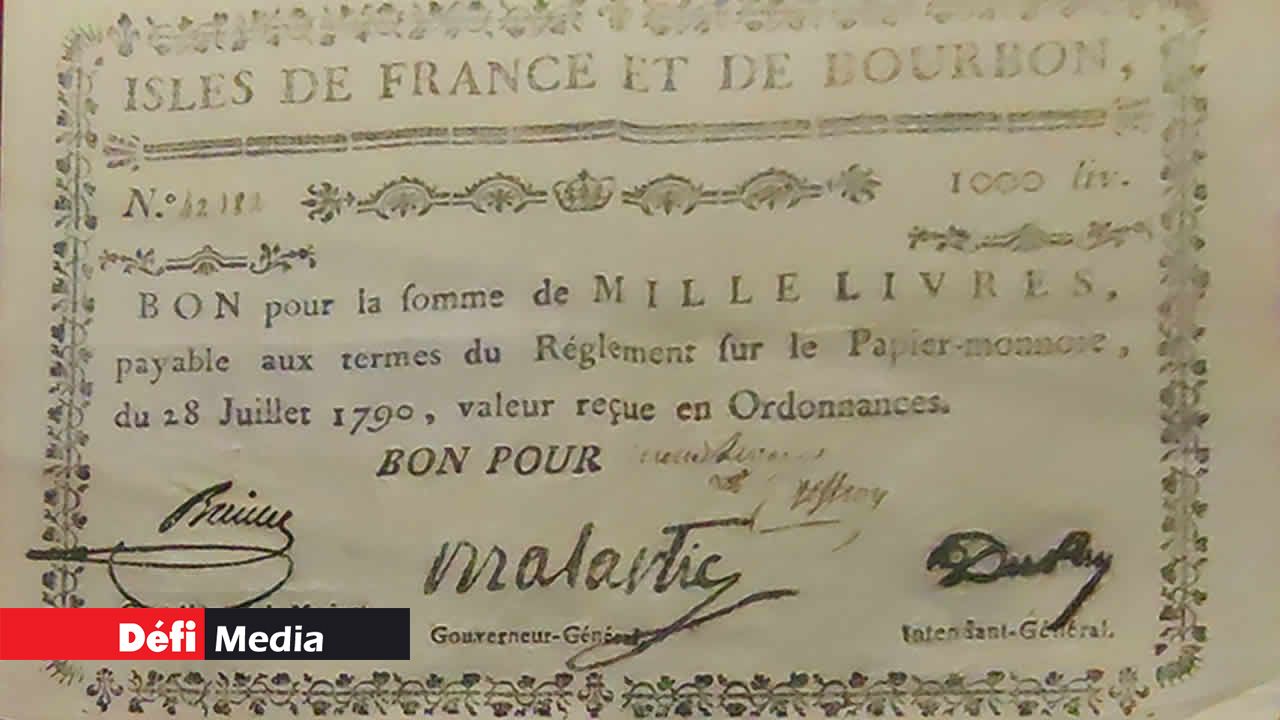 ISLES DE FRANCE ET DE BOURBON,
N.º 1000 liv.
BON pour la ſomme de MILLE LIVRES,
payable aux termes du Réglement ſur le Papier-monnoie,
du 28 Juillet 1790, valeur reçue en Ordonnances.
BON POUR
Malartic
Gouverneur-Général
Intendant-Général.
Défi Media